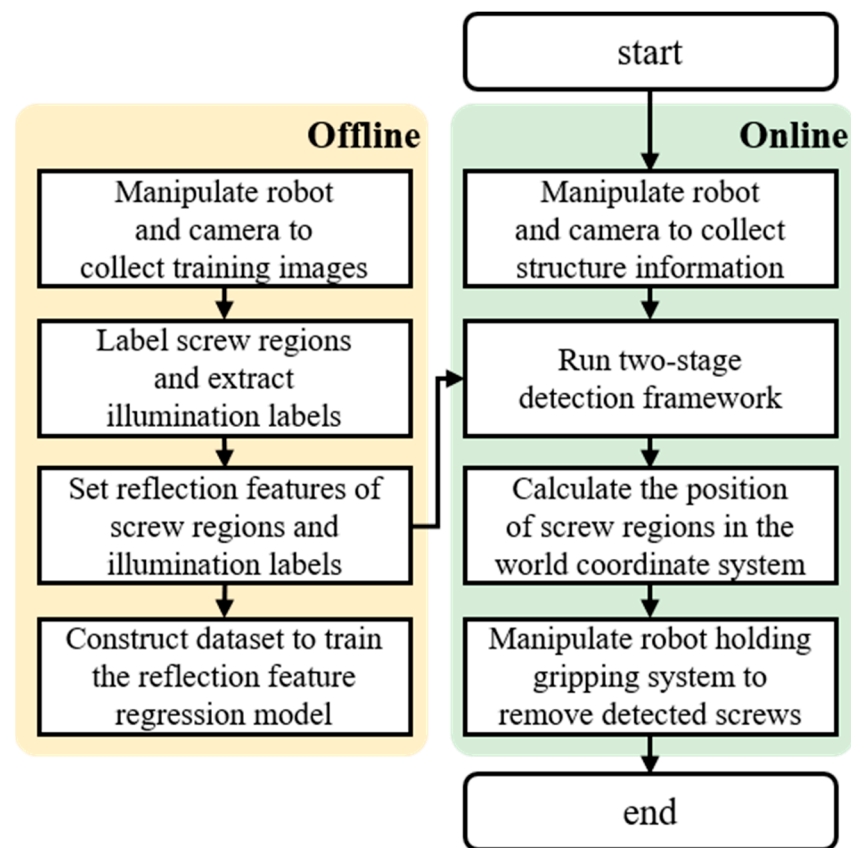 start
Offline
Manipulate robot
and camera to
collect training images
Label screw regions
and extract
illumination labels
Set reflection features of
screw regions and
illumination labels
Construct dataset to train
the reflection feature
regression model
Online
Manipulate robot
and camera to collect
structure information
Run two-stage
detection framework
Calculate the position
of screw regions in the
world coordinate system
Manipulate robot holding
gripping system to
remove detected screws
end